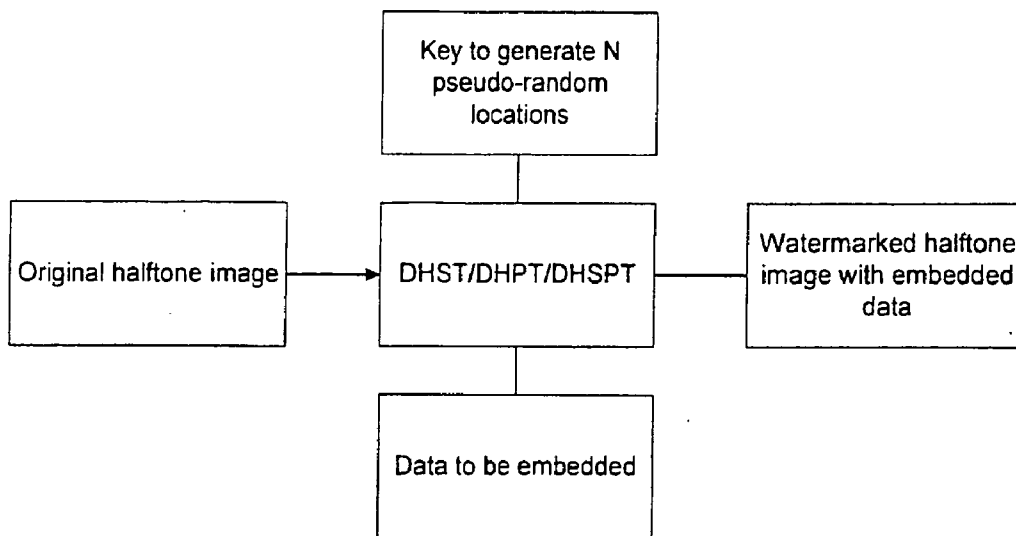 Key to generate N
pseudo-random
locations
Original halftone image
DHST/DHPT/DHSPT
Watermarked halftone
image with embedded
data
Data to be embedded